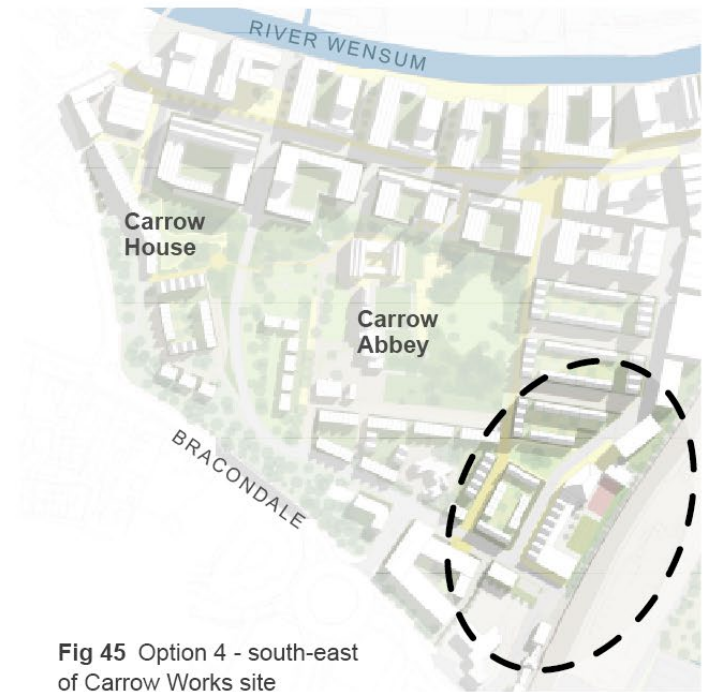 RIVER WENSUM
Carrow
House
Carrow
Abbey
BRACONDALE
Fig 45 Option 4 - south-east
of Carrow Works site